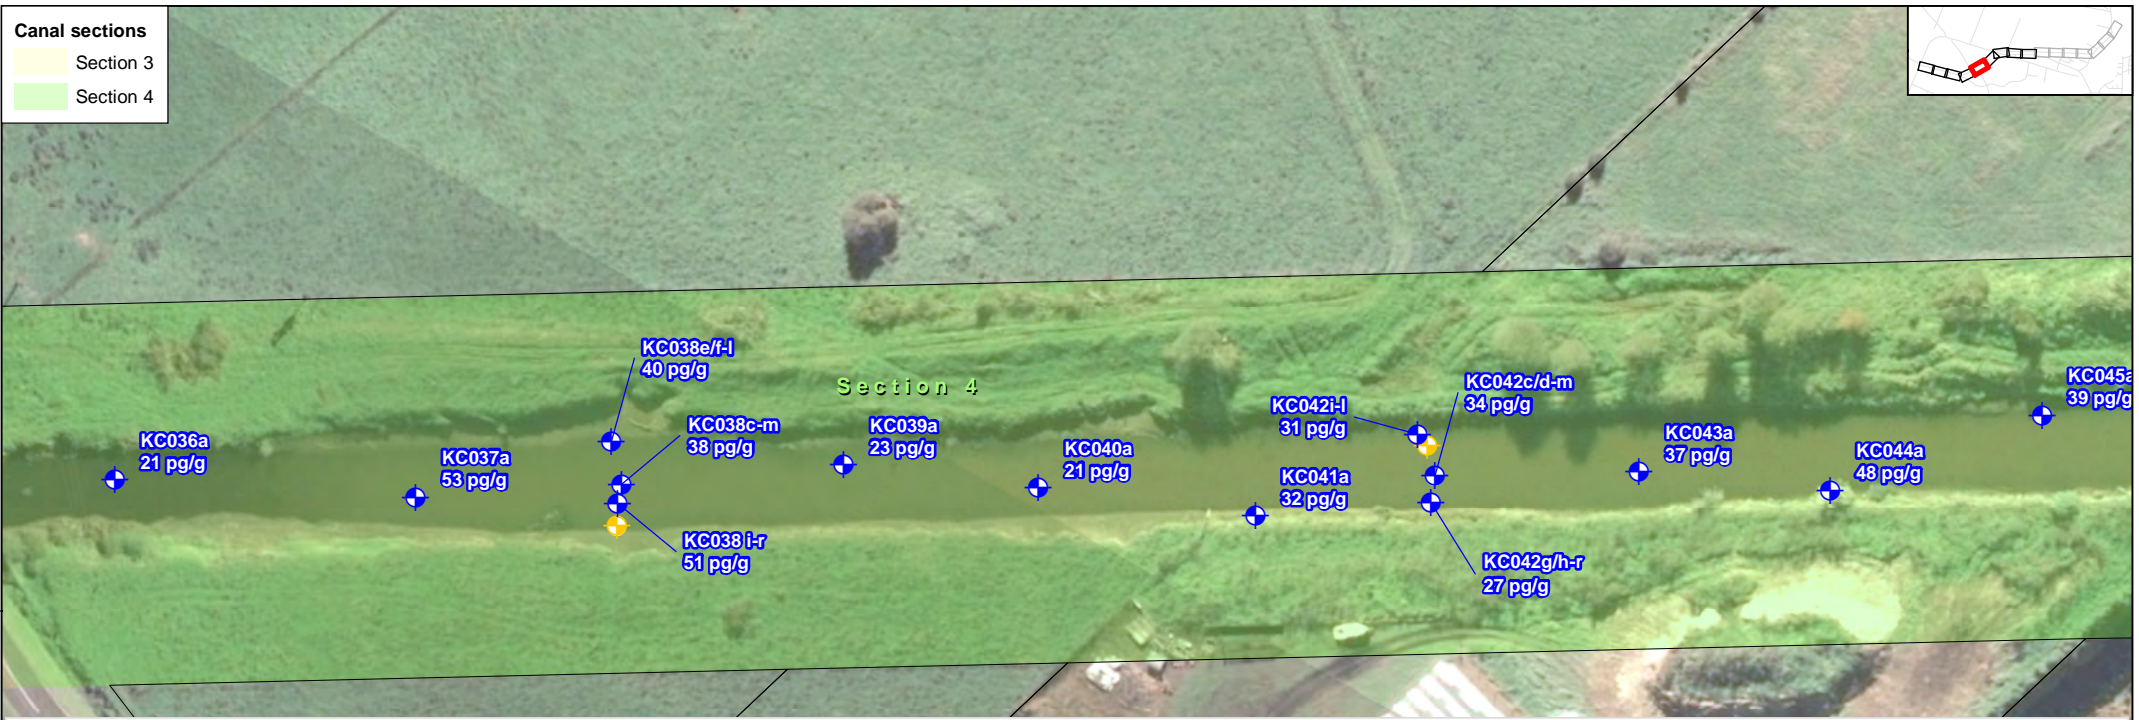 Canal sections
Section 3
Section 4
KC038e/f-l
40 pg/g
Section 4
KC045a
39 pg/g
KC042c/d-m
34 pg/g
KC042i-l
31 pg/g
KC038c-m
38 pg/g
KC039a
23 pg/g
KC036a
21 pg/g
KC037a
53 pg/g
KC040a
21 pg/g
KC041a
32 pg/g
KC043a
37 pg/g
KC044a
48 pg/g
KC038 i-r
51 pg/g
KC042g/h-r
27 pg/g